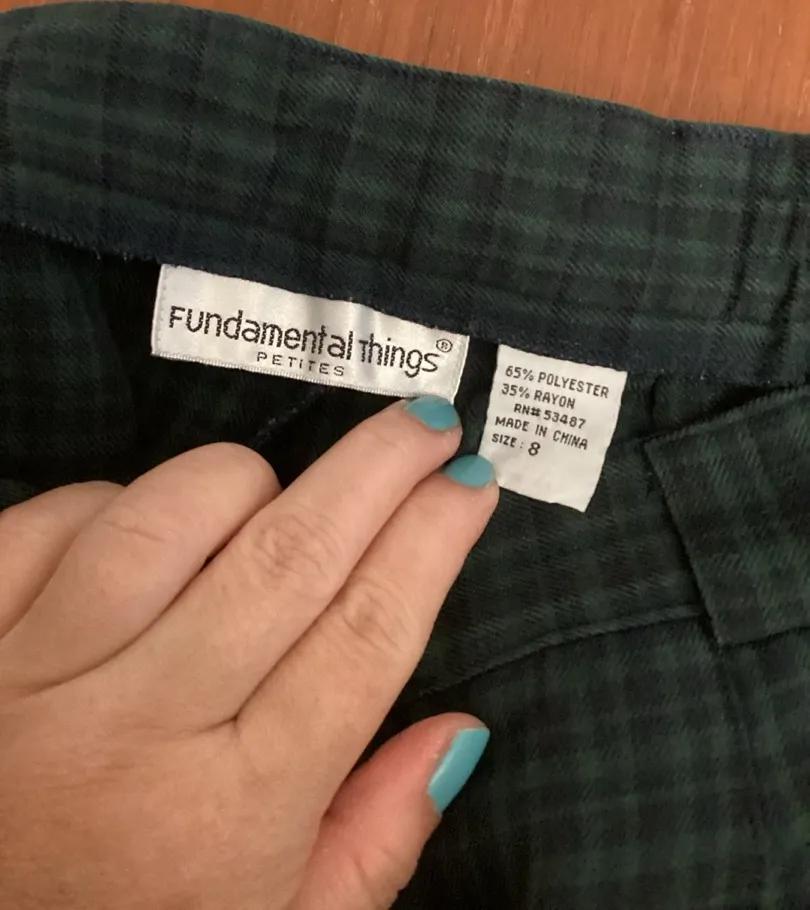 Fundamental Things®
PETITES
65% POLYESTER
35% RAYON
RN# 53487
MADE IN CHINA
SIZE: 8